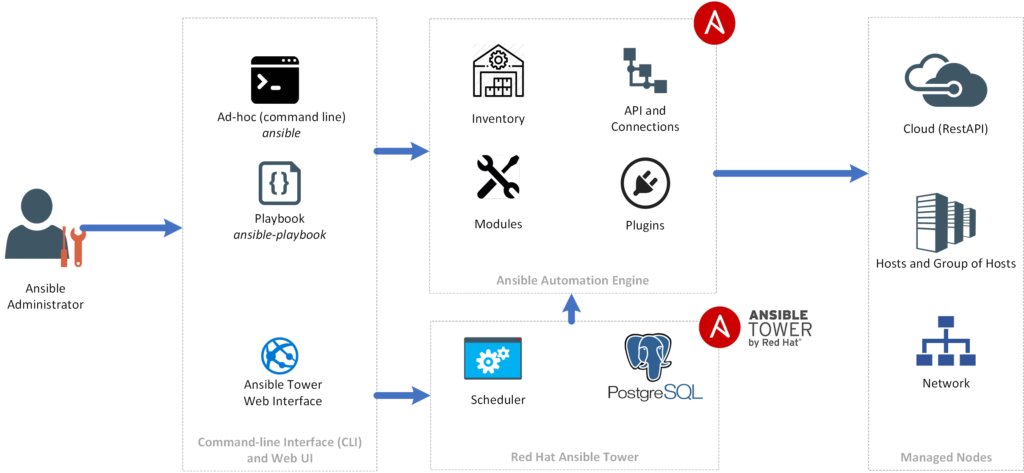 Ansible
Administrator
Ad-hoc (command line)
ansible
{}
Playbook
ansible-playbook
Ansible Tower
Web Interface
Command-line Interface (CLI)
and Web UI
A
Inventory
API and
Connections
Modules
Plugins
Ansible Automation Engine
A
ANSIBLE
TOWER
by Red Hat®
Scheduler
PostgreSQL
Red Hat Ansible Tower
Cloud (RestAPI)
Hosts and Group of Hosts
Network
Managed Nodes